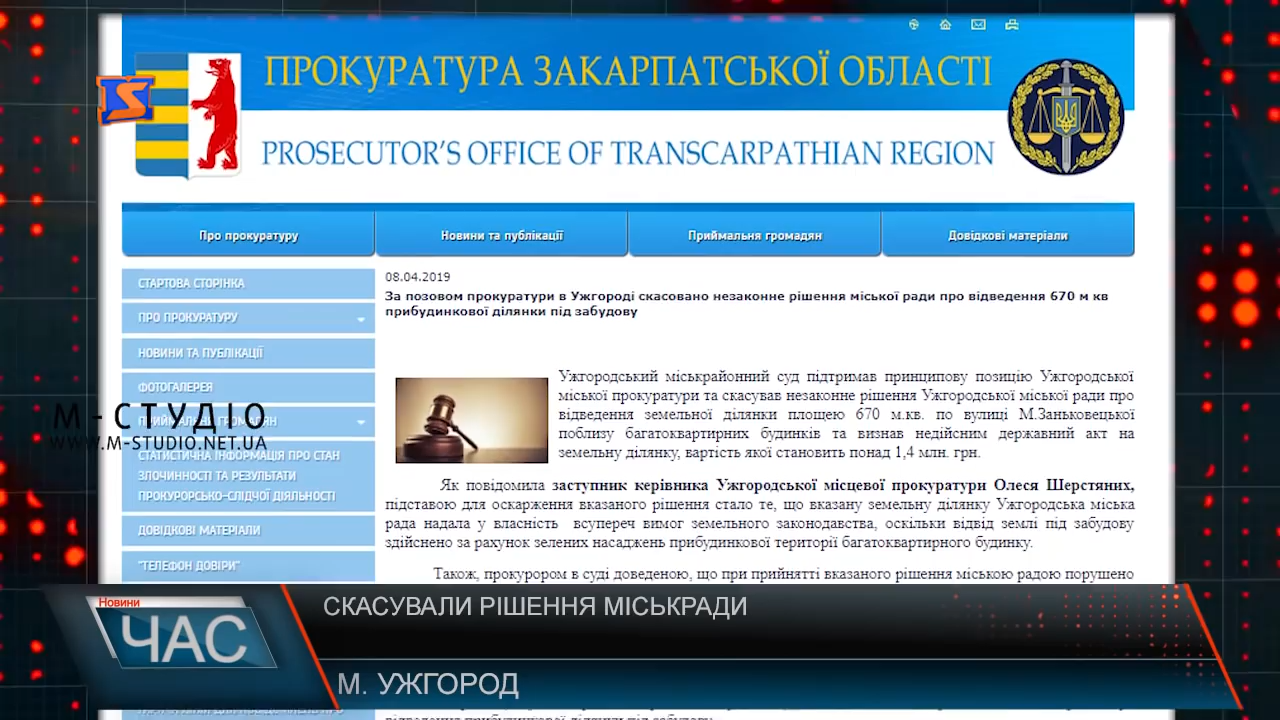 ПРОКУРАТУРА ЗАКАРПАТСЬКОЇ ОБЛАСТІ
PROSECUTOR'S OFFICE OF TRANSCARPATHIAN REGION
Про прокуратуру
Новини та публікації
Приймальня громадян
Довідкові матеріали
СТАРТОВА СТОРІНКА
ПРО ПРОКУРАТУРУ
НОВИНИ ТА ПУБЛІКАЦІЇ
ФОТОГАЛЕРЕЯ
ПРИЙМАЛЬНЯ ГРОМАДЯН
СТАТИСТИЧНА ІНФОРМАЦІЯ ПРО СТАН
ЗЛОЧИННОСТІ ТА РЕЗУЛЬТАТИ
ПРОКУРОРСЬКО-СЛІДЧОЇ ДІЯЛЬНОСТІ
ДОВІДКОВІ МАТЕРІАЛИ
"ТЕЛЕФОН ДОВІРИ"
М-СТУДІО
WWW.M-STUDIO.NET.UA
08.04.2019
За позовом прокуратури в Ужгороді скасовано незаконне рішення міської ради про відведення 670 м кв
прибудинкової ділянки під забудову
Ужгородський міськрайонний суд підтримав принципову позицію Ужгородської
міської прокуратури та скасував незаконне рішення Ужгородської міської ради про
відведення земельної ділянки площею 670 м.кв. по вулиці М.Заньковецької
поблизу багатоквартирних будинків та визнав недійсним державний акт на
земельну ділянку, вартість якої становить понад 1,4 млн. грн.
Як повідомила заступник керівника Ужгородської місцевої прокуратури Олеся Шерстяних,
підставою для оскарження вказаного рішення стало те, що вказану земельну ділянку Ужгородська міська
рада надала у власність всупереч вимог земельного законодавства, оскільки відвід землі під забудову
здійснено за рахунок зелених насаджень прибудинкової території багатоквартирного будинку.
Також, прокурором в суді доведеною, що при прийнятті вказаного рішення міською радою порушено
Новини
ЧАС
СКАСУВАЛИ РІШЕННЯ МІСЬКРАДИ
М. УЖГОРОД